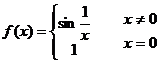 f(x) = { sin 1/x   x ≠ 0
1   x = 0